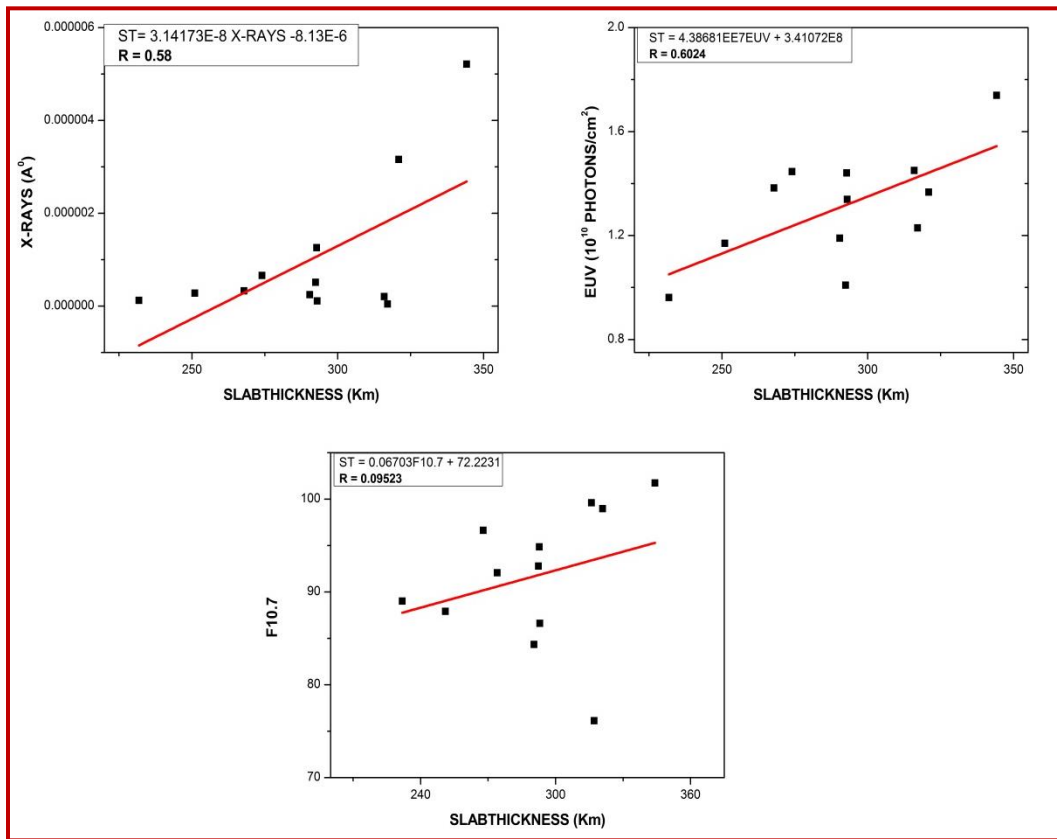 ST= 3.14173E-8 X-RAYS -8.13E-6
R = 0.58
0.000006
0.000004
0.000002
0.000000
X-RAYS (A⁰)
250
300
350
SLABTHICKNESS (Km)
ST = 4.38681EE7EUV + 3.41072E8
R = 0.6024
2.0
1.6
1.2
0.8
EUV (10¹⁰ PHOTONS/cm²)
250
300
350
SLABTHICKNESS (Km)
ST = 0.06703F10.7 + 72.2231
R = 0.09523
100
90
80
70
F10.7
240
300
360
SLABTHICKNESS (Km)